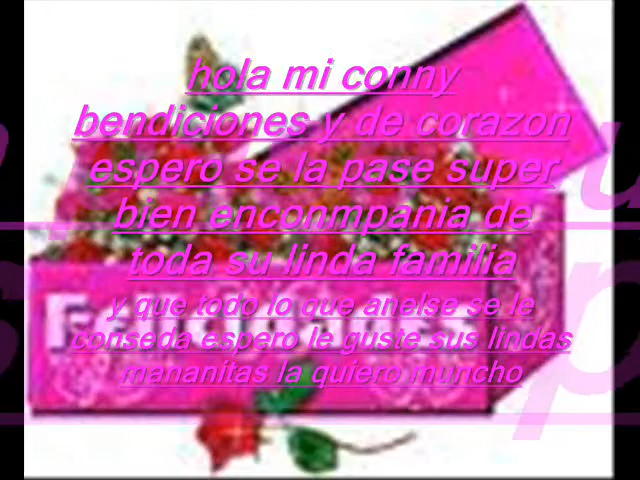 hola mi conny
bendiciones y de corazon
espero se la pase super
bien enconmpania de
toda su linda familia
y que todo lo que anelse se le
conseda espero le guste sus lindas
mananitas la quiero muncho